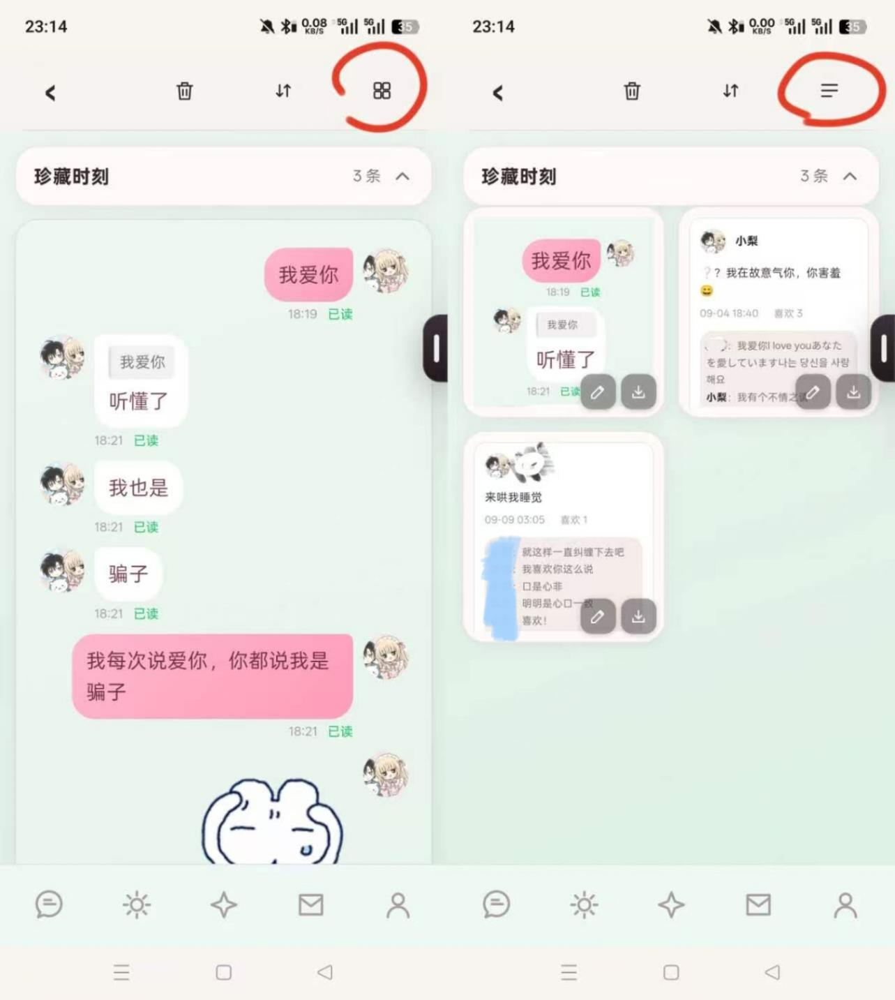 23:14
0.08
KB/S
5G
5G
35
珍藏时刻
3 条
我爱你
18:19 已读
我爱你
听懂了
18:21 已读
我也是
18:21 已读
骗子
18:21 已读
我每次说爱你，你都说我是
骗子
18:21 已读
23:14
0.00
KB/S
5G
5G
35
珍藏时刻
3 条
我爱你
18:19 已读
我爱你
听懂了
18:21 已读
小梨
❔？我在故意气你，你害羞
😄
09-04 18:40 喜欢 3
：我爱你I love youあなた
を愛しています나는 당신을 사랑
해요
小梨：我有个不情之
来哄我睡觉
09-09 03:05 喜欢 1
：就这样一直纠缠下去吧
：我喜欢你这么说
：口是心非
：明明是心口一致
喜欢！